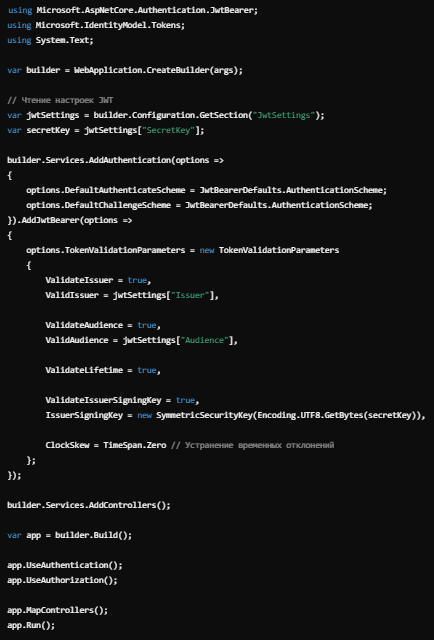 using Microsoft.AspNetCore.Authentication.JwtBearer;
using Microsoft.IdentityModel.Tokens;
using System.Text;
var builder = WebApplication.CreateBuilder(args);
// Чтение настроек JWT
var jwtSettings = builder.Configuration.GetSection("JwtSettings");
var secretKey = jwtSettings["SecretKey"];
builder.Services.AddAuthentication(options =>
{
options.DefaultAuthenticateScheme = JwtBearerDefaults.AuthenticationScheme;
options.DefaultChallengeScheme = JwtBearerDefaults.AuthenticationScheme;
}).AddJwtBearer(options =>
{
options.TokenValidationParameters = new TokenValidationParameters
{
ValidateIssuer = true,
ValidIssuer = jwtSettings["Issuer"],
ValidateAudience = true,
ValidAudience = jwtSettings["Audience"],
ValidateLifetime = true,
ValidateIssuerSigningKey = true,
IssuerSigningKey = new SymmetricSecurityKey(Encoding.UTF8.GetBytes(secretKey)),
ClockSkew = TimeSpan.Zero // Устранение временных отклонений
};
});
builder.Services.AddControllers();
var app = builder.Build();
app.UseAuthentication();
app.UseAuthorization();
app.MapControllers();
app.Run();